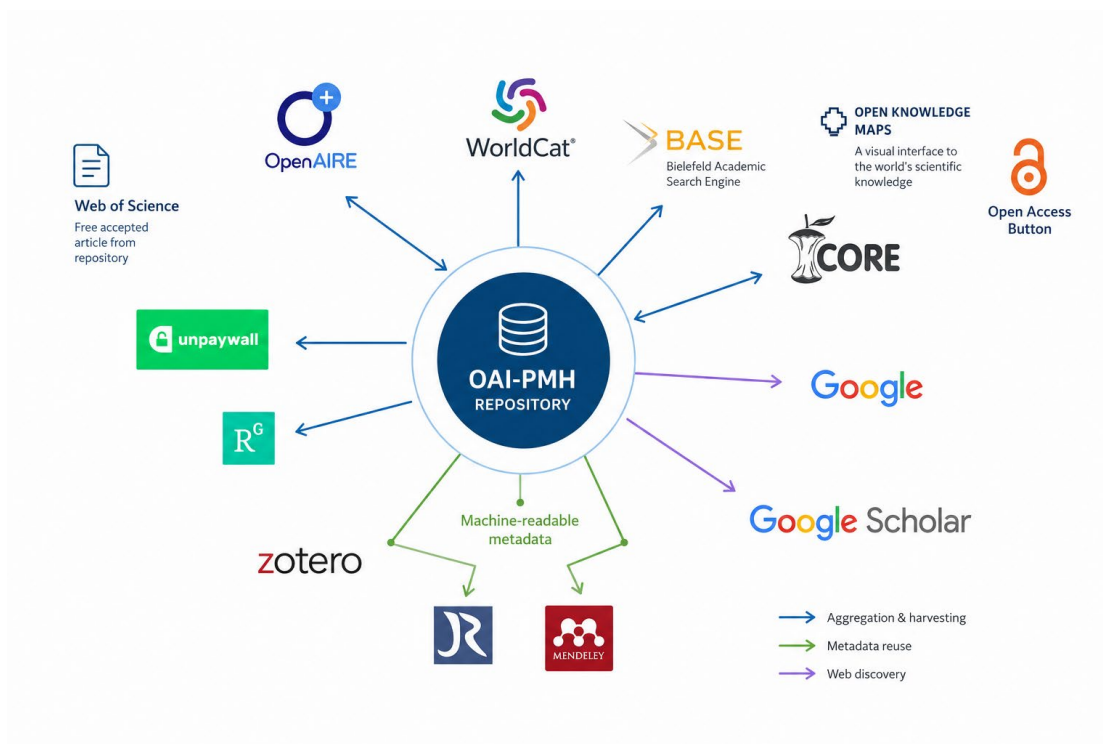 OpenAIRE
WorldCat®
BASE
Bielefeld Academic
Search Engine
OPEN KNOWLEDGE
MAPS
A visual interface to
the world's scientific
knowledge
Open Access
Button
Web of Science
Free accepted
article from
repository
CORE
unpaywall
OAI-PMH
REPOSITORY
Google
RG
Google Scholar
Machine-readable
metadata
zotero
JR
MENDELEY
Aggregation & harvesting
Metadata reuse
Web discovery